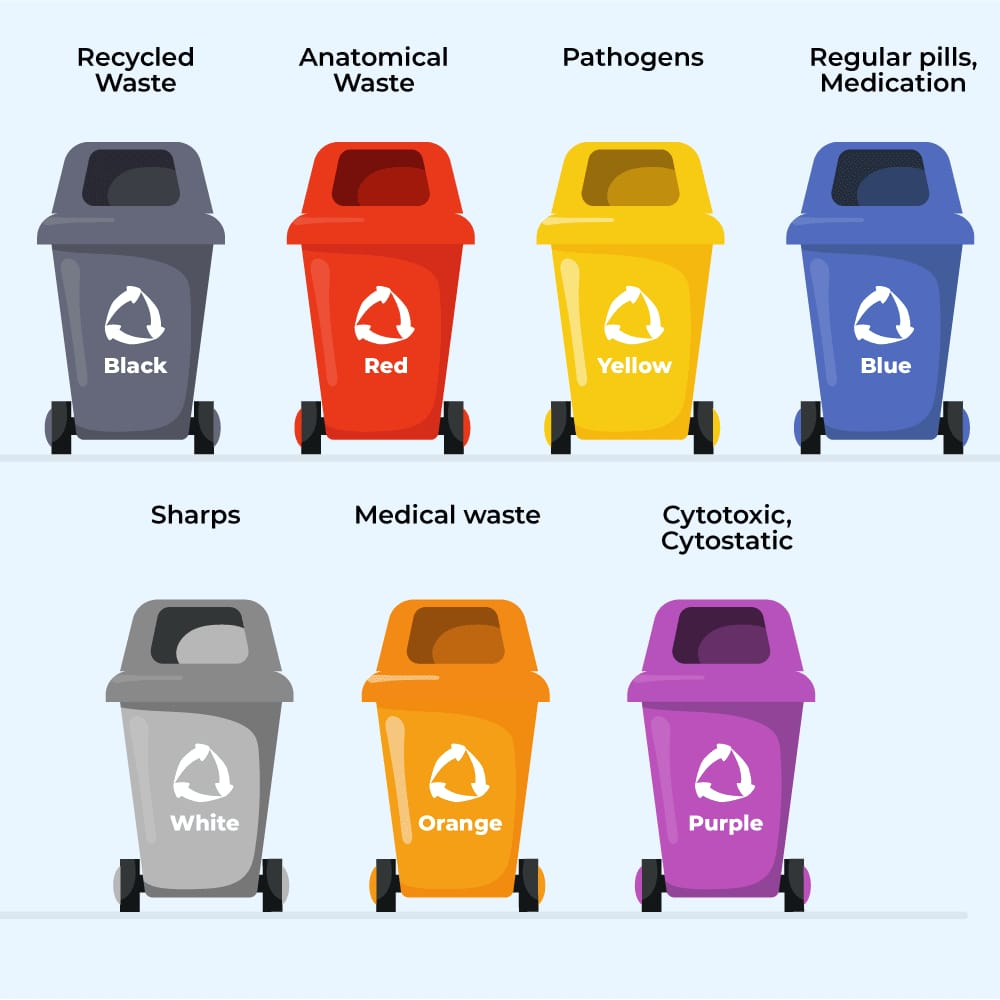 Recycled
Waste
Anatomical
Waste
Pathogens
Regular pills,
Medication
Black
Red
Yellow
Blue
Sharps
Medical waste
Cytotoxic,
Cytostatic
White
Orange
Purple